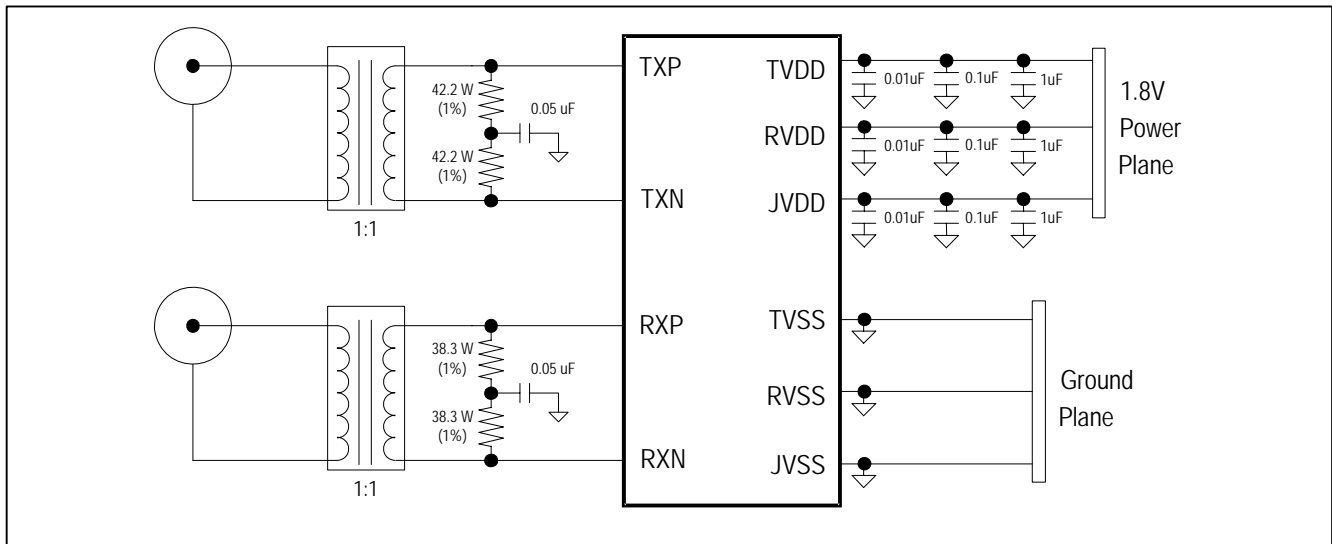 42.2 W
(1%)
0.05 uF
42.2 W
(1%)
1:1
38.3 W
(1%)
0.05 uF
38.3 W
(1%)
1:1
TXP
TXN
RXP
RXN
TVDD
RVDD
JVDD
TVSS
RVSS
JVSS
0.01uF 0.1uF 1uF
0.01uF 0.1uF 1uF
0.01uF 0.1uF 1uF
1.8V
Power
Plane
Ground
Plane